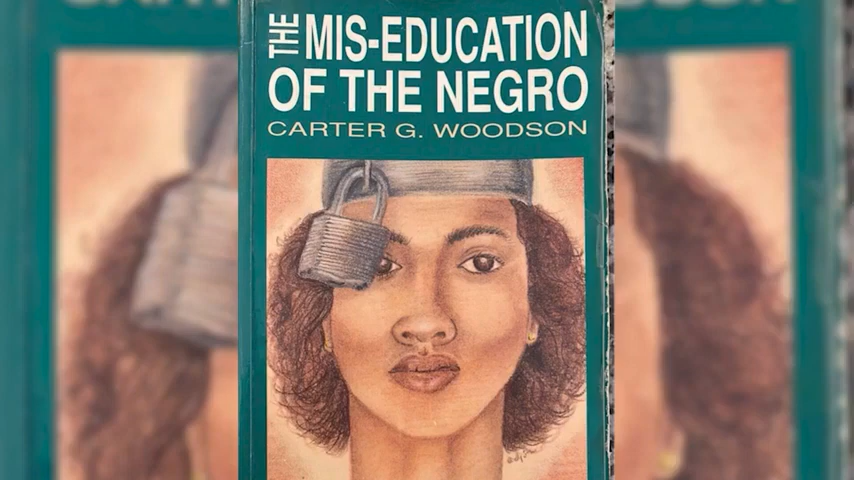 THE MIS-EDUCATION
OF THE NEGRO
CARTER G. WOODSON